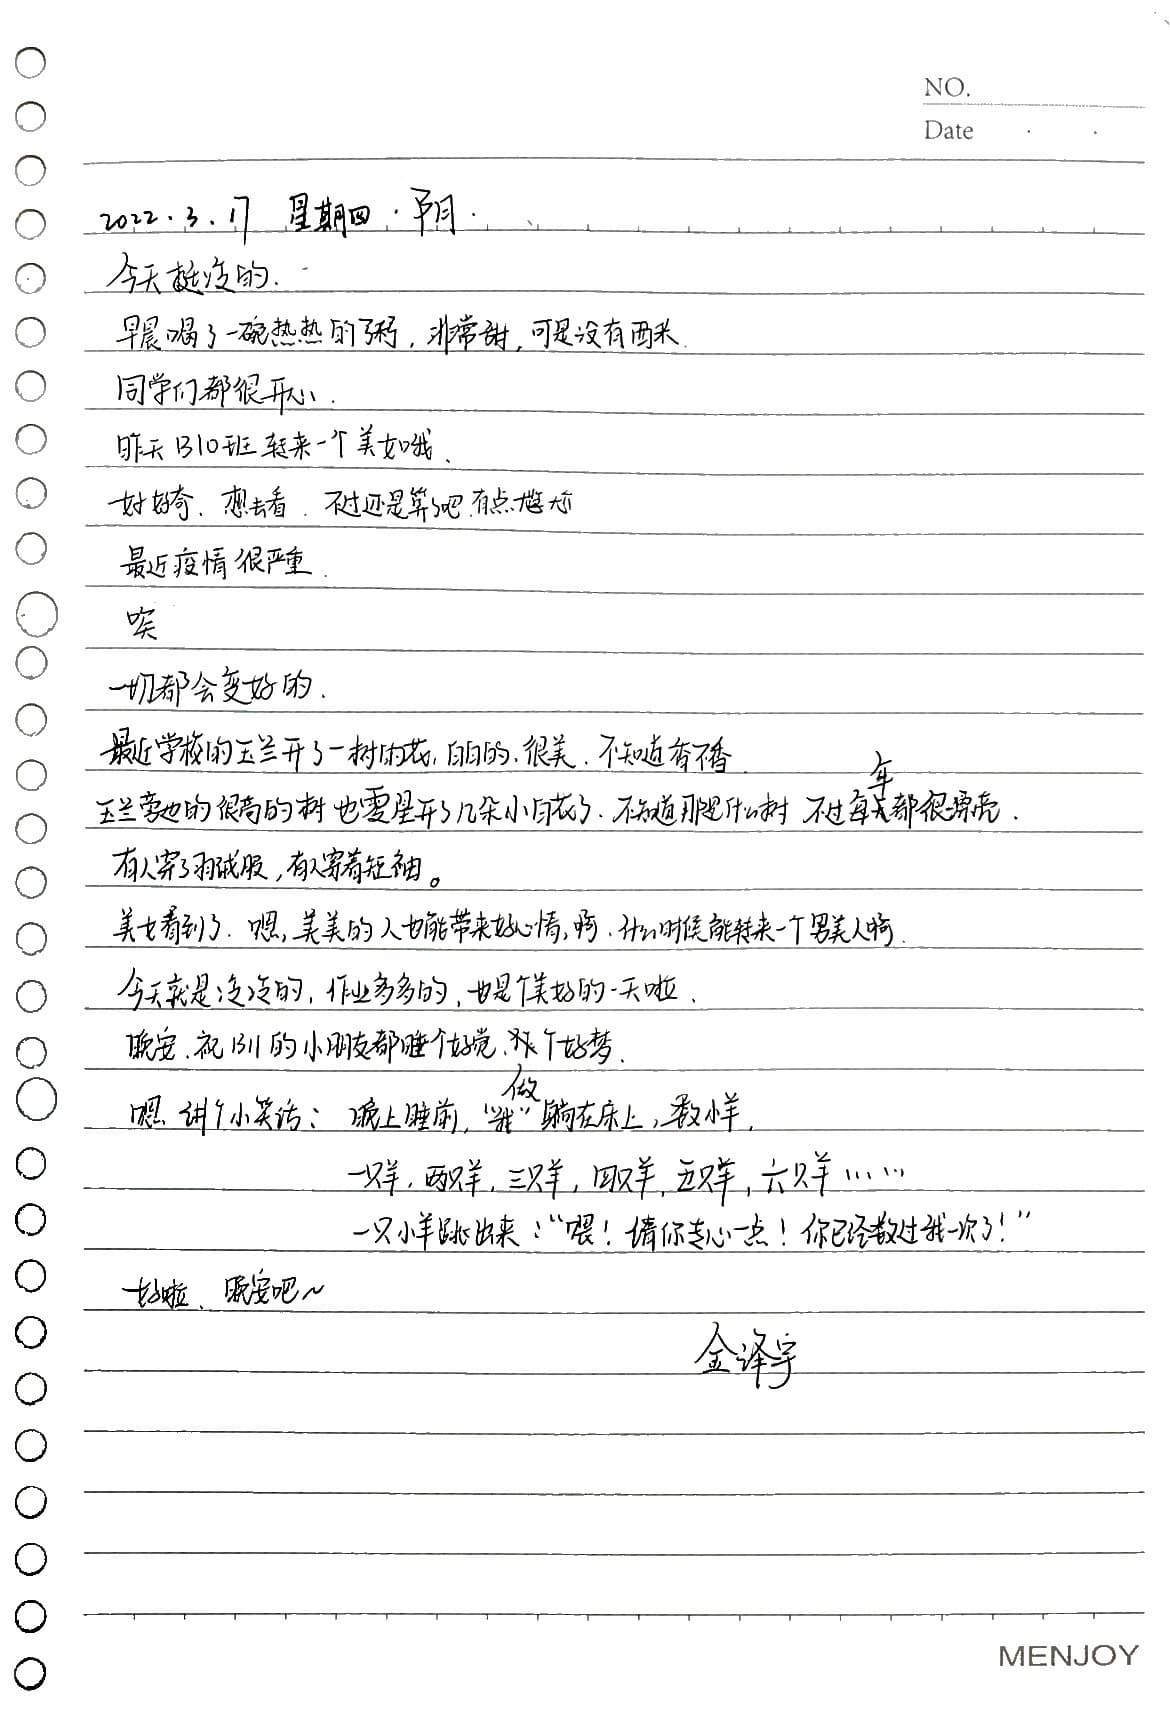 NO.
Date
2022.3.17 星期四·阴.
今天挺冷的.
早晨喝了一碗热热的粥,非常甜,可是没有西米.
同学们都很开心.
昨天B10班转来一个美女哦.
好好奇.想去看.不过还是算了吧.有点尴尬
最近疫情很严重.
唉
一切都会变好的.
最近学校的玉兰开了一树的花,白白的,很美.不知道香不香.
玉兰旁边的很高的树也零星开了几朵小白花了.不知道那是什么树 不过每年都很漂亮.
有人穿了羽绒服,有人穿着短袖。
美女看到了.嗯,美美的人也能带来好心情,啊.什么时候能转来一个男美人啊.
今天就是冷冷的,作业多多的,也是个美好的一天啦.
晚安.祝B11的小朋友都睡个好觉.做个好梦.
嗯.讲个小笑话:晚上睡前,"我"躺在床上,数小羊.
一只羊,两只羊,三只羊,四只羊,五只羊,六只羊……
一只小羊跳出来:"喂!请你专心一点!你已经数过我一次了!"
好啦.晚安吧~
金译宇
MENJOY